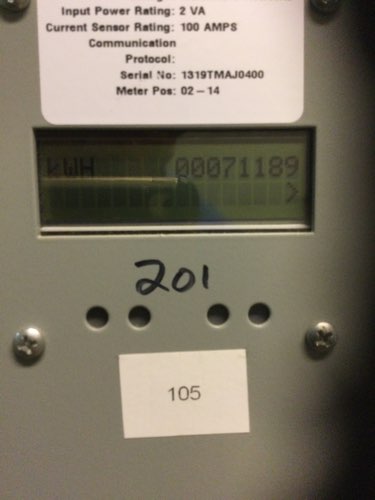 Input Power Rating: 2 VA
Current Sensor Rating: 100 AMPS
Communication
Protocol:
Serial No: 1319TMAJ0400
Meter Pos: 02 – 14
kWH 00071189
>
201
105